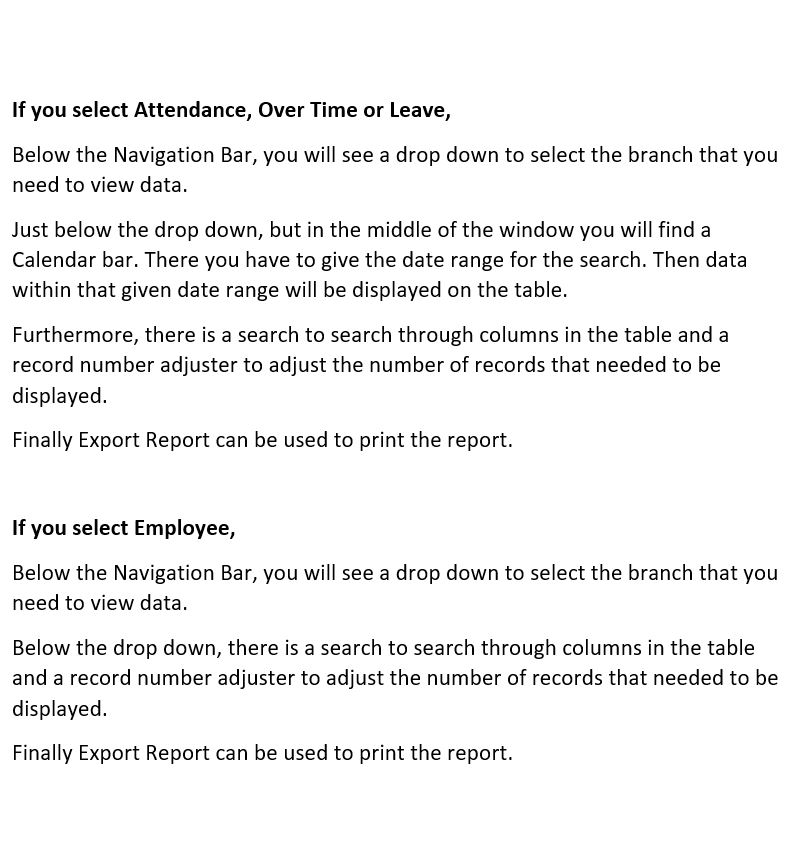 If you select Attendance, Over Time or Leave,
Below the Navigation Bar, you will see a drop down to select the branch that you
need to view data.
Just below the drop down, but in the middle of the window you will find a
Calendar bar. There you have to give the date range for the search. Then data
within that given date range will be displayed on the table.
Furthermore, there is a search to search through columns in the table and a
record number adjuster to adjust the number of records that needed to be
displayed.
Finally Export Report can be used to print the report.
If you select Employee,
Below the Navigation Bar, you will see a drop down to select the branch that you
need to view data.
Below the drop down, there is a search to search through columns in the table
and a record number adjuster to adjust the number of records that needed to be
displayed.
Finally Export Report can be used to print the report.